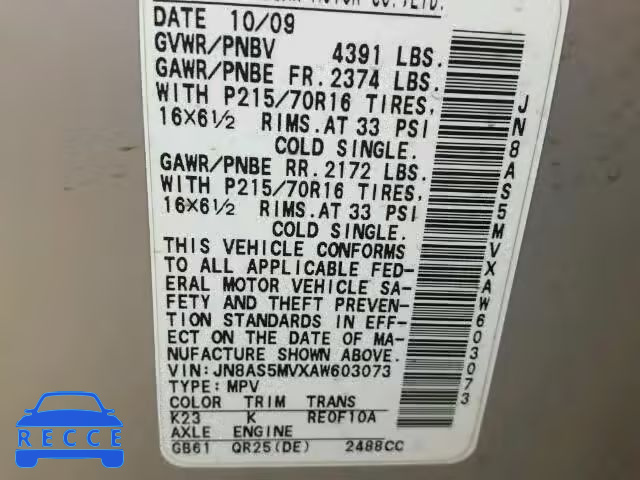 MOTOR CO.,LTD.
DATE 10/09
GVWR/PNBV 4391 LBS.
GAWR/PNBE FR. 2374 LBS.
WITH P215/70R16 TIRES,
16X6½ RIMS.AT 33 PSI
COLD SINGLE.
GAWR/PNBE RR. 2172 LBS.
WITH P215/70R16 TIRES,
16X6½ RIMS.AT 33 PSI
COLD SINGLE.
THIS VEHICLE CONFORMS
TO ALL APPLICABLE FED-
ERAL MOTOR VEHICLE SA-
FETY AND THEFT PREVEN-
TION STANDARDS IN EFF-
ECT ON THE DATE OF MA-
NUFACTURE SHOWN ABOVE.
VIN:JN8AS5MVXAW603073
TYPE: MPV
COLOR TRIM TRANS
K23 K RE0F10A
AXLE ENGINE
GB61 QR25(DE) 2488CC
JN8AS5MVXAW603073
RECCE